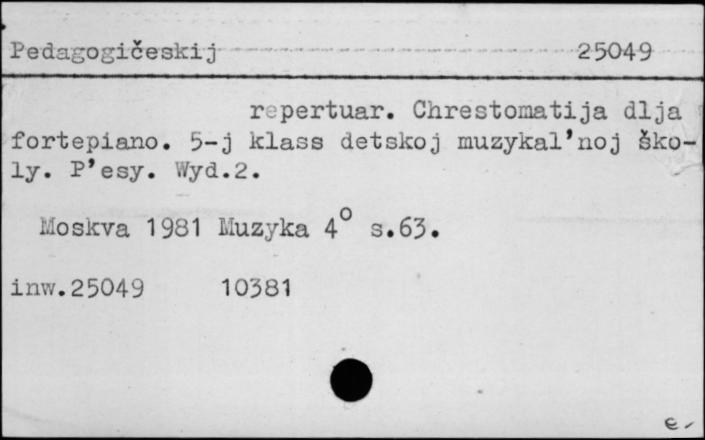 Pedagogičeskij 25049
repertuar. Chrestomatija dlja
fortepiano. 5-j klass detskoj muzykal'noj ško-
ly. P'esy. Wyd.2.
Moskva 1981 Muzyka 4° s.63.
inw.25049 10381
e.